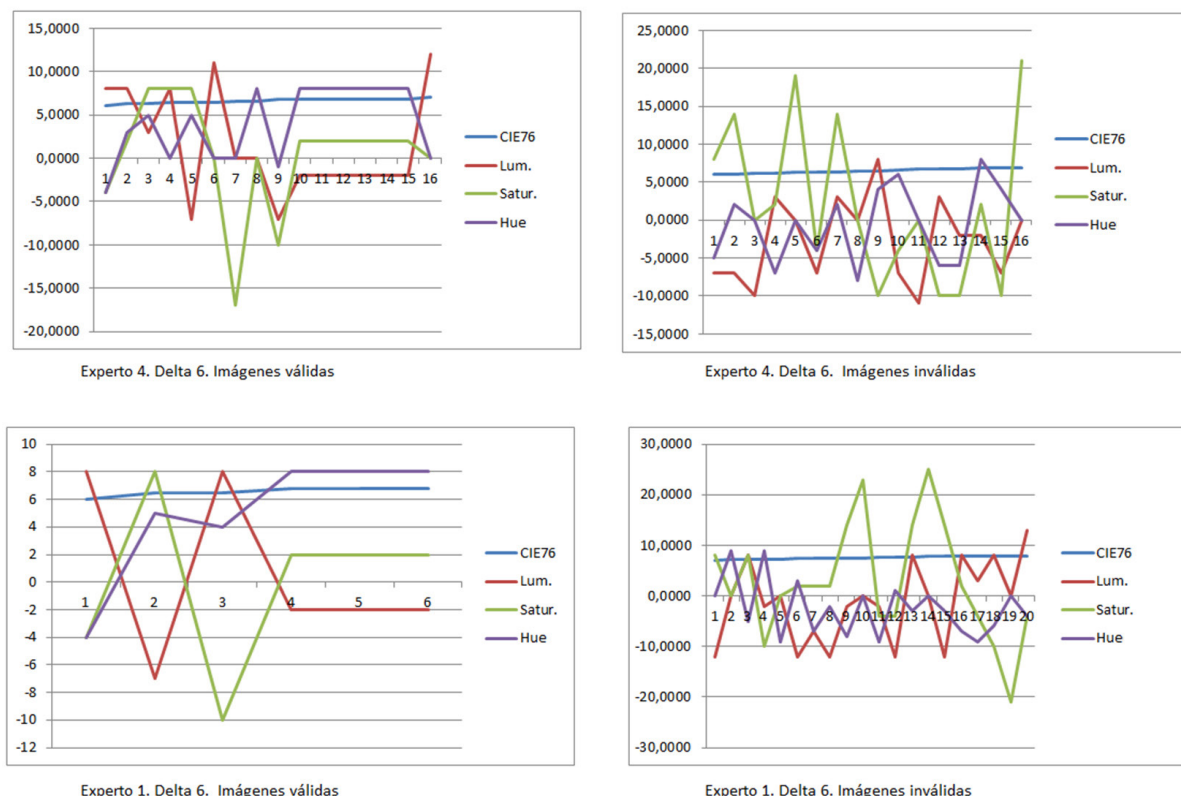 15,0000
10,0000
5,0000
0,0000
-5,0000
-10,0000
-15,0000
-20,0000
1 2 3 4 5 6 7 8 9 10 11 12 13 14 15 16
CIE76
Lum.
Satur.
Hue
Experto 4. Delta 6. Imágenes válidas
25,0000
20,0000
15,0000
10,0000
5,0000
0,0000
-5,0000
-10,0000
-15,0000
1 2 3 4 5 6 7 8 9 10 11 12 13 14 15 16
CIE76
Lum.
Satur.
Hue
Experto 4. Delta 6. Imágenes inválidas
10
8
6
4
2
0
-2
-4
-6
-8
-10
-12
1 2 3 4 5 6
CIE76
Lum.
Satur.
Hue
Experto 1. Delta 6. Imágenes válidas
30,0000
20,0000
10,0000
0,0000
-10,0000
-20,0000
-30,0000
1 2 3 4 5 6 7 8 9 10 11 12 13 14 15 16 17 18 19 20
CIE76
Lum.
Satur.
Hue
Experto 1. Delta 6. Imágenes inválidas